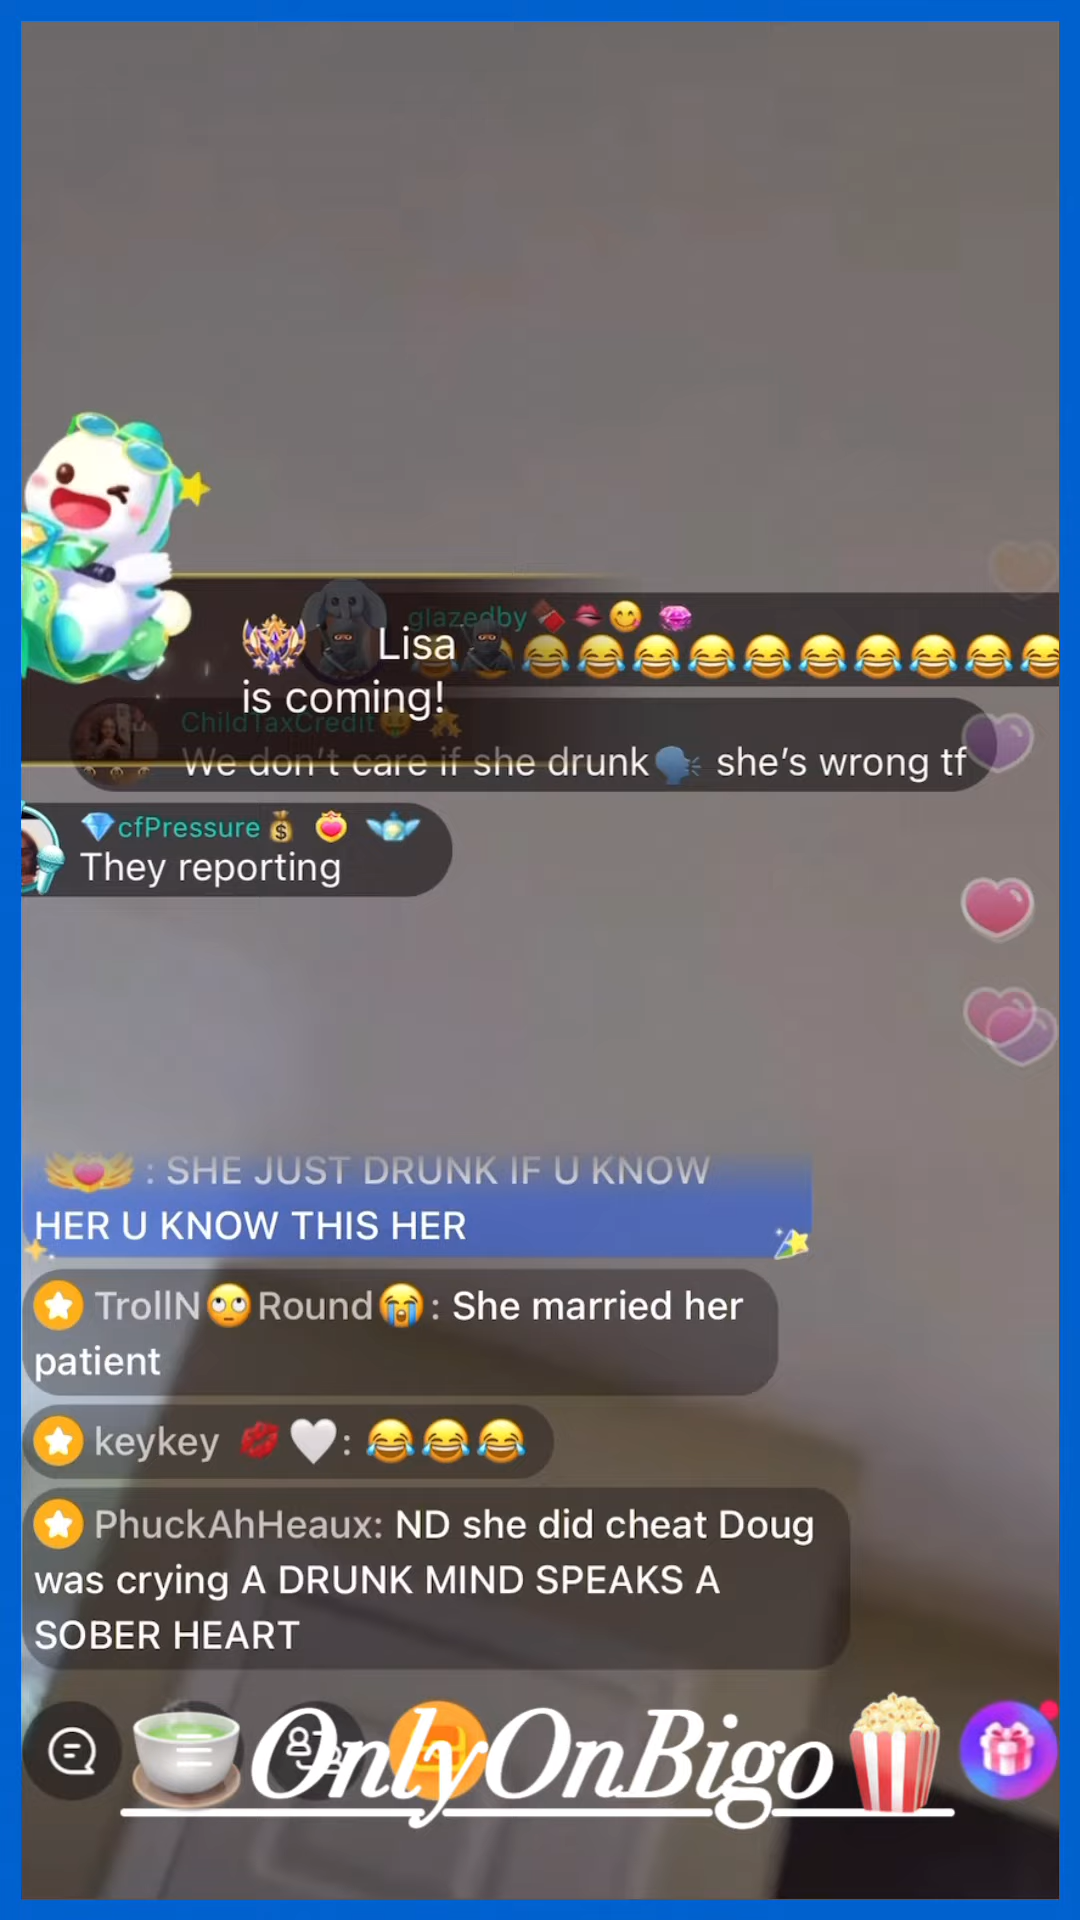 glazedby🍫💋😋 💎
😂😂😂😂😂😂😂😂😂😂😂
🥷 Lisa 🥷
is coming!
ChildTaxCredit🤑 🌟
We don't care if she drunk🗣️ she's wrong tf
💎cfPressure💰
They reporting
: SHE JUST DRUNK IF U KNOW
HER U KNOW THIS HER
TrollN🙄Round😭: She married her
patient
keykey 💋🤍: 😂😂😂
PhuckAhHeaux: ND she did cheat Doug
was crying A DRUNK MIND SPEAKS A
SOBER HEART
🍵OnlyOnBigo🍿